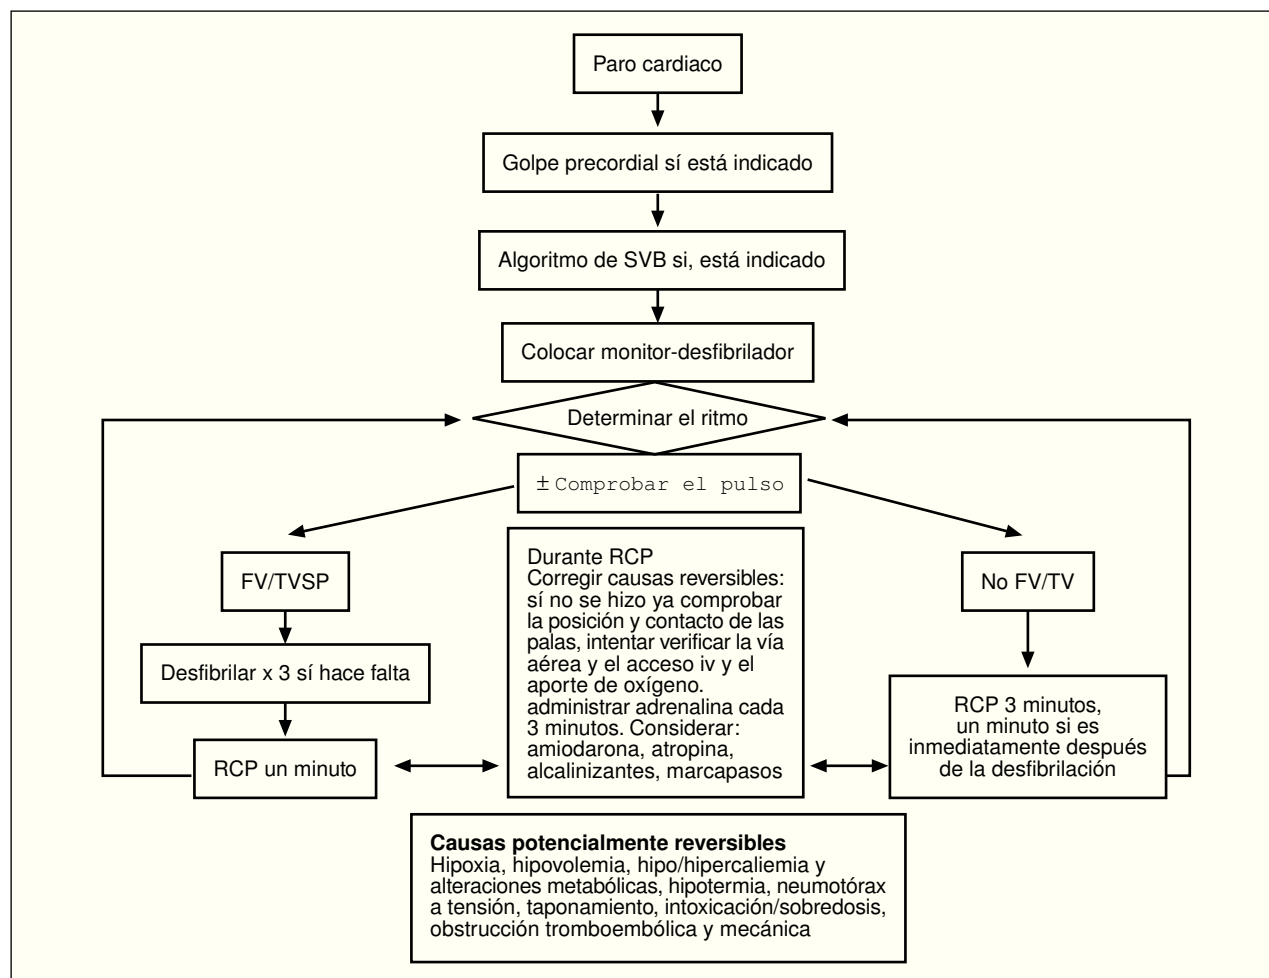 Paro cardiaco
Golpe precordial sí está indicado
Algoritmo de SVB si, está indicado
Colocar monitor-desfibrilador
Determinar el ritmo
± Comprobar el pulso
FV/TVSP
Desfibrilar x 3 sí hace falta
RCP un minuto
Durante RCP
Corregir causas reversibles:
sí no se hizo ya comprobar
la posición y contacto de las
palas, intentar verificar la vía
aérea y el acceso iv y el
aporte de oxígeno.
administrar adrenalina cada
3 minutos. Considerar:
amiodarona, atropina,
alcalinizantes, marcapasos
No FV/TV
RCP 3 minutos,
un minuto si es
inmediatamente después
de la desfibrilación
Causas potencialmente reversibles
Hipoxia, hipovolemia, hipo/hipercaliemia y
alteraciones metabólicas, hipotermia, neumotórax
a tensión, taponamiento, intoxicación/sobredosis,
obstrucción tromboembólica y mecánica